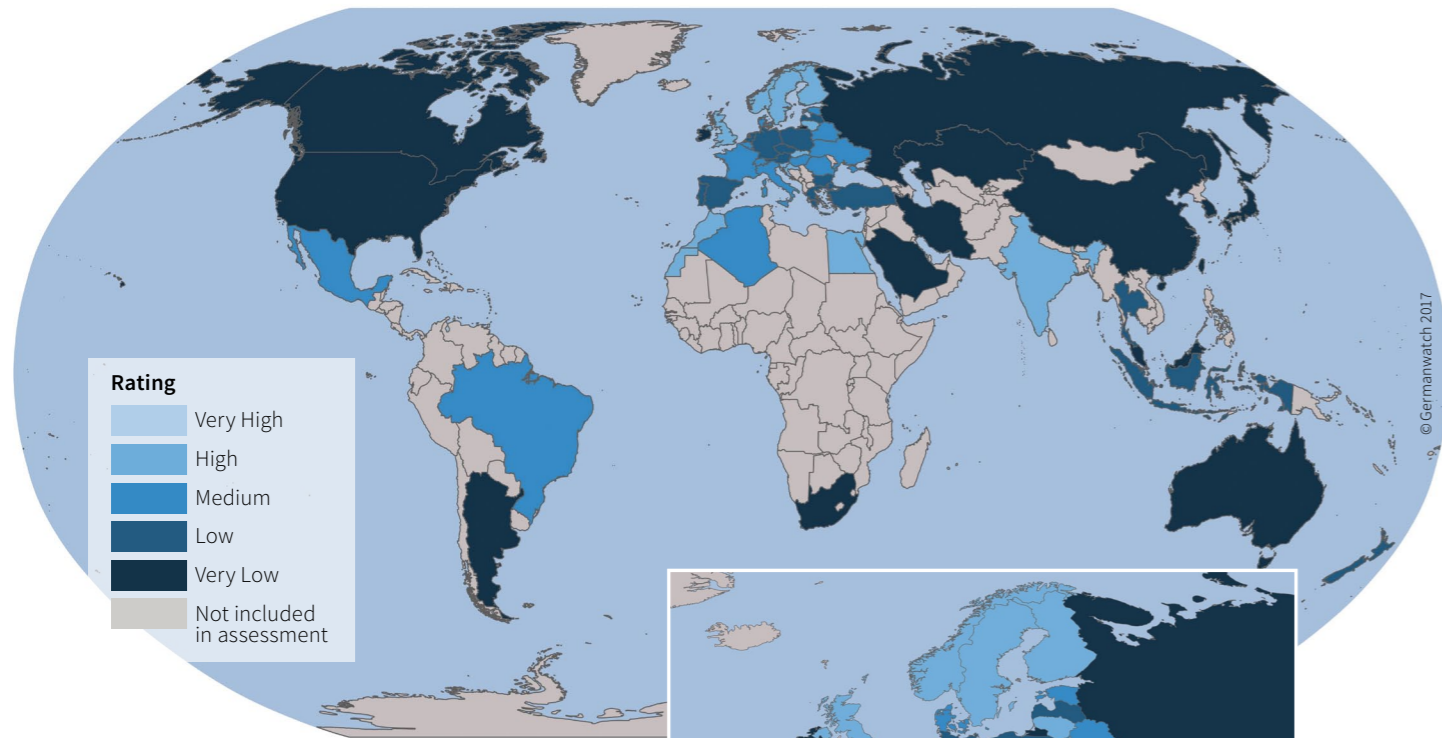 Rating
Very High
High
Medium
Low
Very Low
Not included
in assessment
© Germanwatch 2017